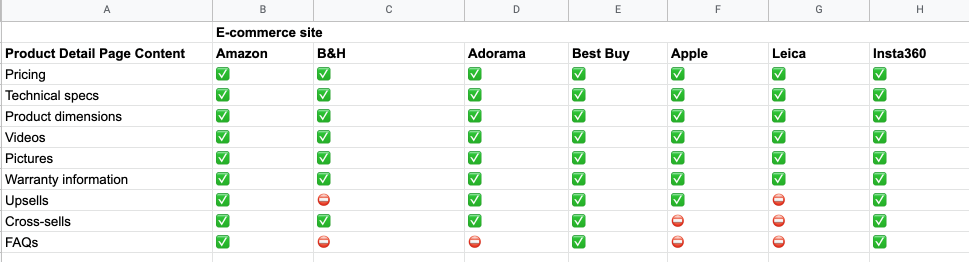 A B C D E F G H
E-commerce site
Product Detail Page Content Amazon B&H Adorama Best Buy Apple Leica Insta360
Pricing ✅ ✅ ✅ ✅ ✅ ✅ ✅
Technical specs ✅ ✅ ✅ ✅ ✅ ✅ ✅
Product dimensions ✅ ✅ ✅ ✅ ✅ ✅ ✅
Videos ✅ ✅ ✅ ✅ ✅ ✅ ✅
Pictures ✅ ✅ ✅ ✅ ✅ ✅ ✅
Warranty information ✅ ✅ ✅ ✅ ✅ ✅ ✅
Upsells ✅ ⛔ ✅ ✅ ✅ ⛔ ✅
Cross-sells ✅ ✅ ✅ ✅ ⛔ ⛔ ✅
FAQs ✅ ⛔ ⛔ ✅ ⛔ ⛔ ✅